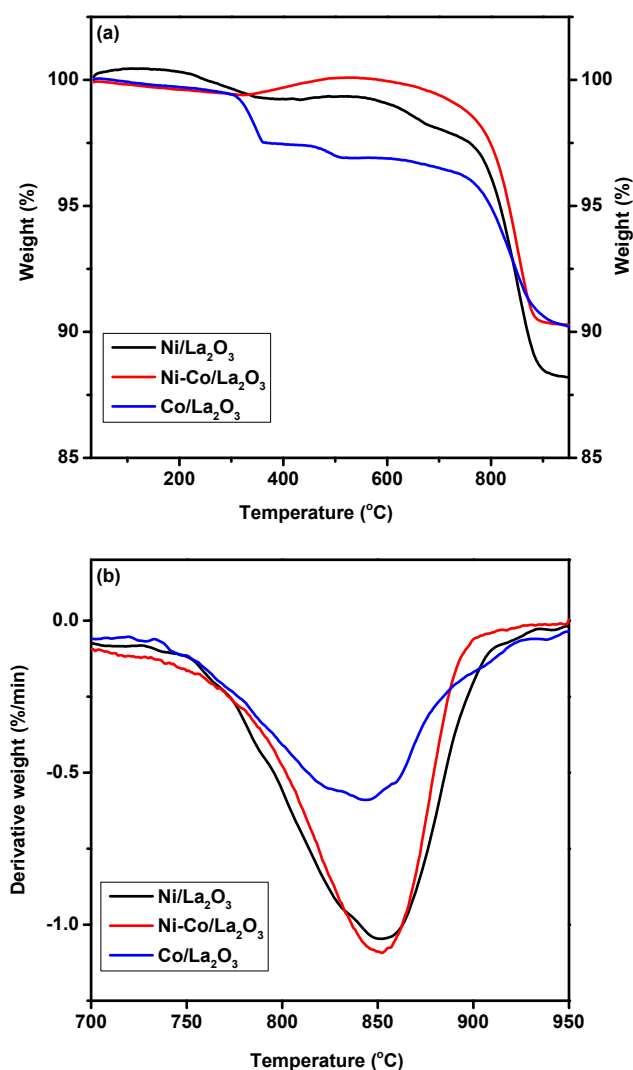 (a)
100
100
95
95
90
90
85
85
Weight (%)
Weight (%)
Ni/La₂O₃
Ni-Co/La₂O₃
Co/La₂O₃
200
400
600
800
Temperature (°C)
(b)
0.0
-0.5
-1.0
Derivative weight (%/min)
Ni/La₂O₃
Ni-Co/La₂O₃
Co/La₂O₃
700
750
800
850
900
950
Temperature (°C)